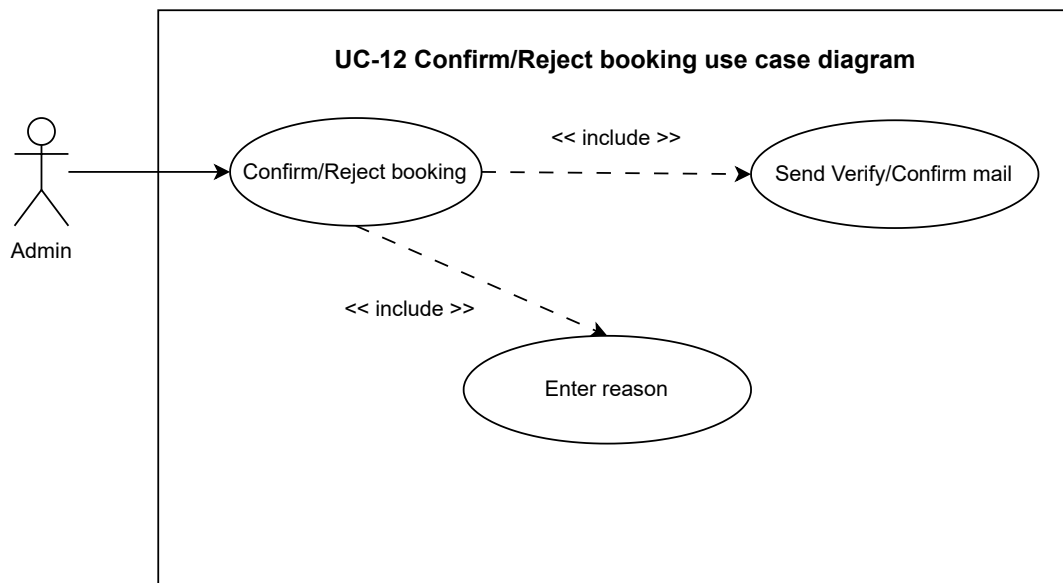 UC-12 Confirm/Reject booking use case diagram
<< include >>
Confirm/Reject booking
Send Verify/Confirm mail
Admin
<< include >>
Enter reason